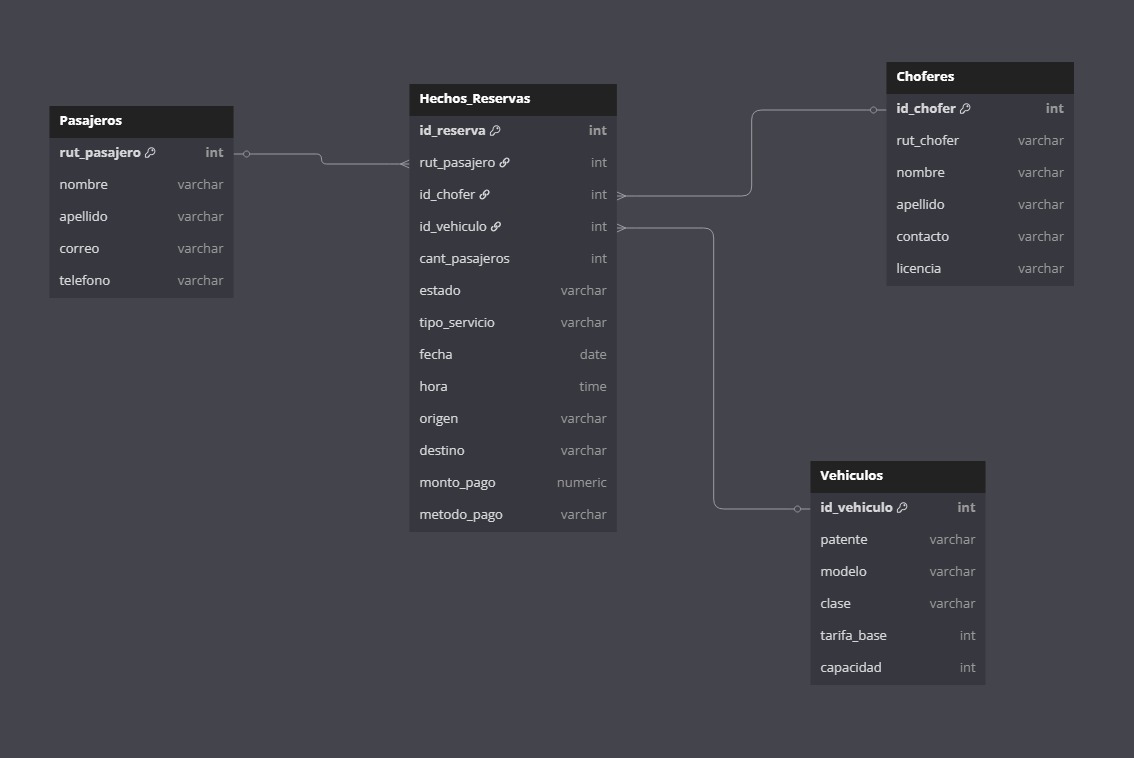 Pasajeros
rut_pasajero int
nombre varchar
apellido varchar
correo varchar
telefono varchar
Hechos_Reservas
id_reserva int
rut_pasajero int
id_chofer int
id_vehiculo int
cant_pasajeros int
estado varchar
tipo_servicio varchar
fecha date
hora time
origen varchar
destino varchar
monto_pago numeric
metodo_pago varchar
Choferes
id_chofer int
rut_chofer varchar
nombre varchar
apellido varchar
contacto varchar
licencia varchar
Vehiculos
id_vehiculo int
patente varchar
modelo varchar
clase varchar
tarifa_base int
capacidad int